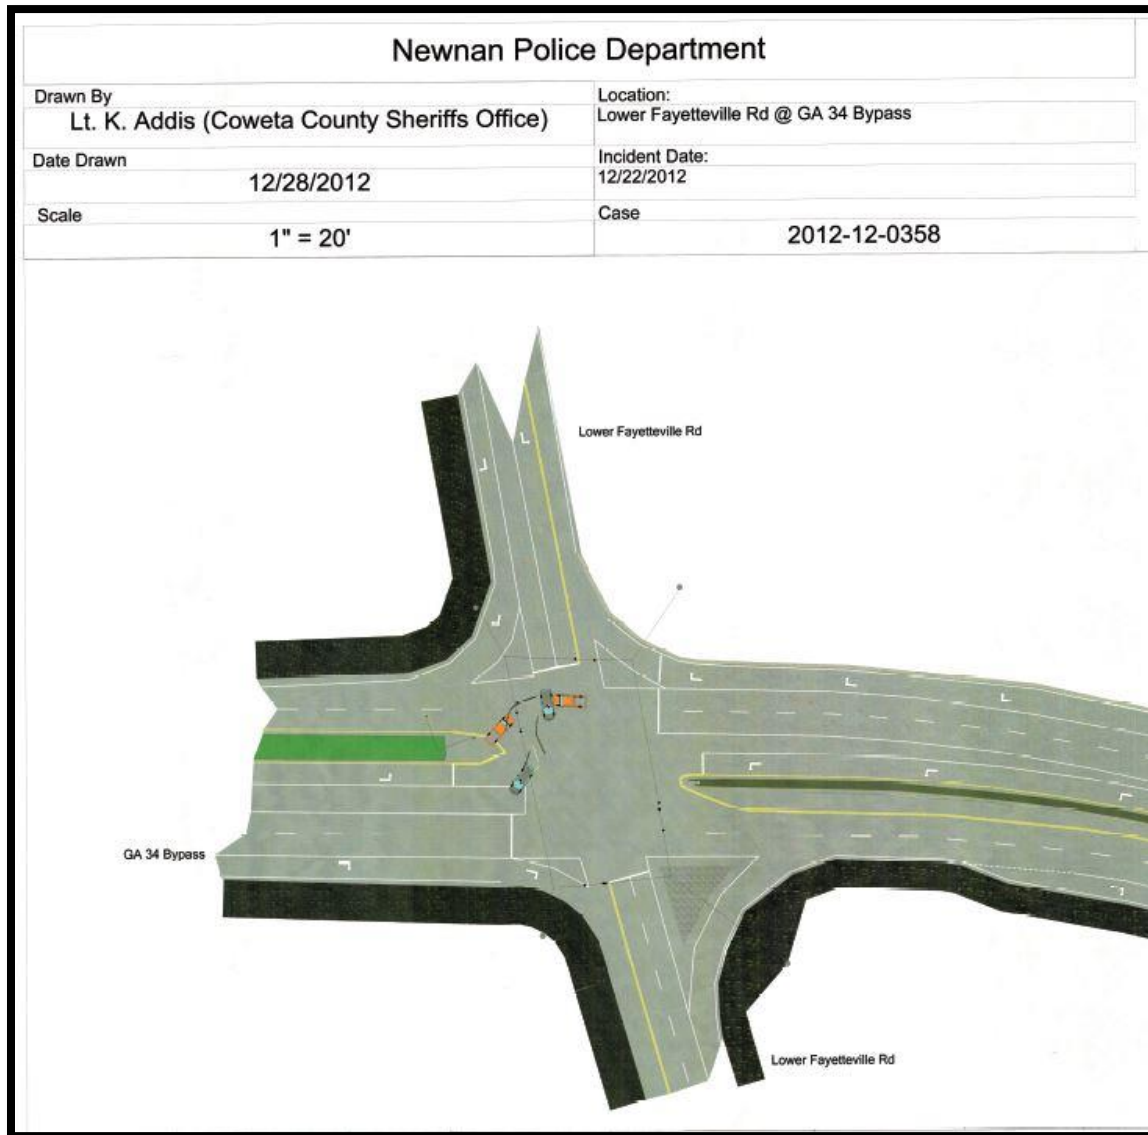 Newnan Police Department
Drawn By
Lt. K. Addis (Coweta County Sheriffs Office)
Location:
Lower Fayetteville Rd @ GA 34 Bypass
Date Drawn
12/28/2012
Incident Date:
12/22/2012
Scale
1" = 20'
Case
2012-12-0358
Lower Fayetteville Rd
GA 34 Bypass
Lower Fayetteville Rd